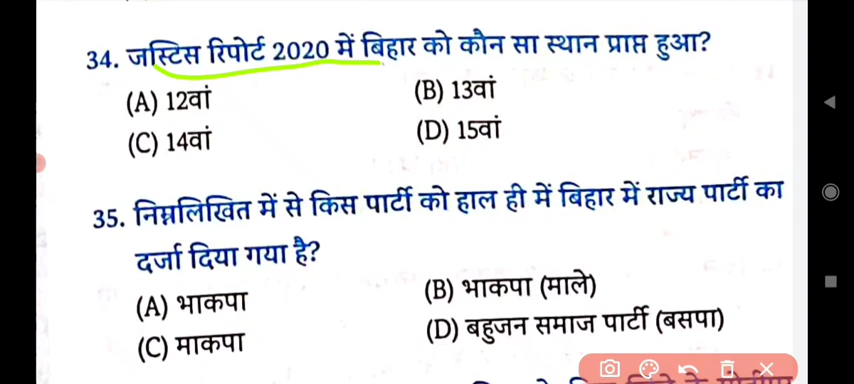 34. जस्टिस रिपोर्ट 2020 में बिहार को कौन सा स्थान प्राप्त हुआ?
(A) 12वां
(B) 13वां
(C) 14वां
(D) 15वां
35. निम्नलिखित में से किस पार्टी को हाल ही में बिहार में राज्य पार्टी का
दर्जा दिया गया है?
(A) भाकपा
(B) भाकपा (माले)
(C) माकपा
(D) बहुजन समाज पार्टी (बसपा)